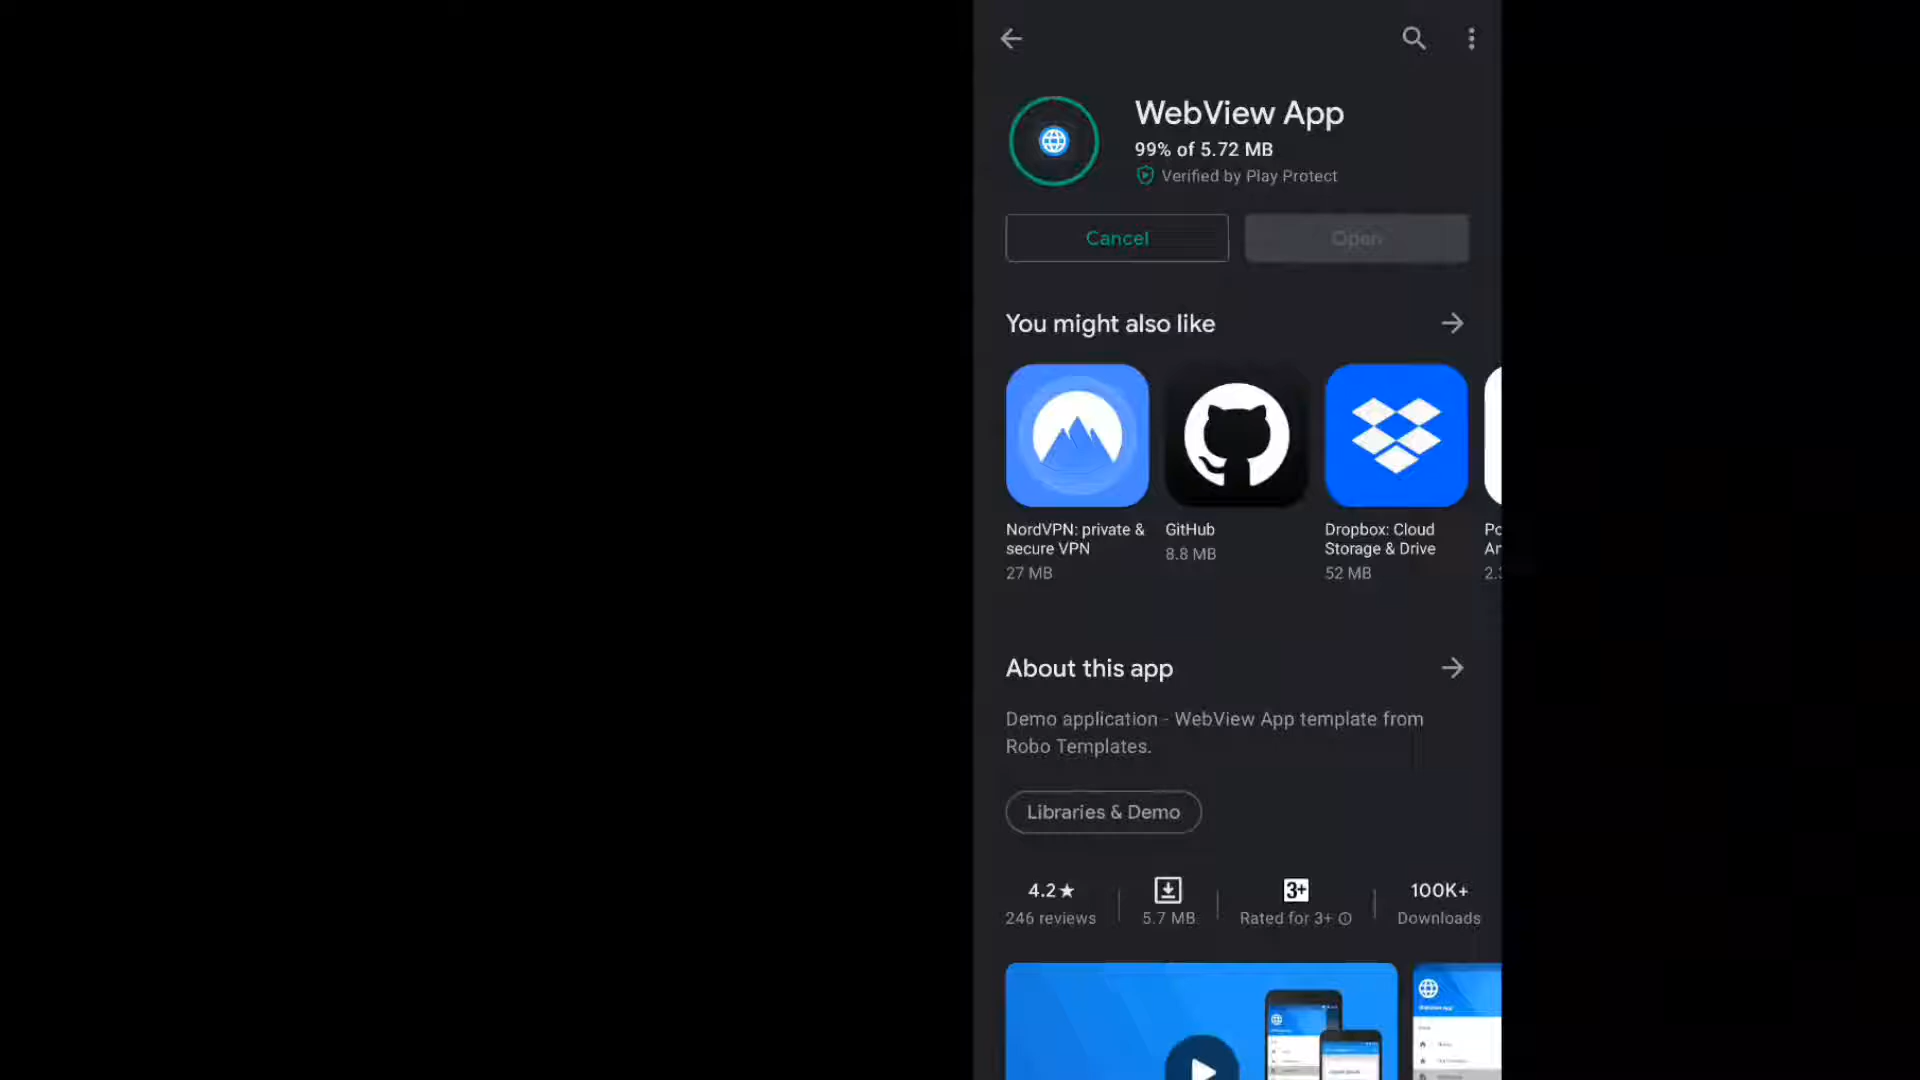 WebView App
99% of 5.72 MB
Verified by Play Protect
Cancel
Open
You might also like
NordVPN: private &
secure VPN
27 MB
GitHub
8.8 MB
Dropbox: Cloud
Storage & Drive
52 MB
Po
Ar
2.
About this app
Demo application - WebView App template from
Robo Templates.
Libraries & Demo
4.2★
246 reviews
5.7 MB
3+
Rated for 3+
100K+
Downloads